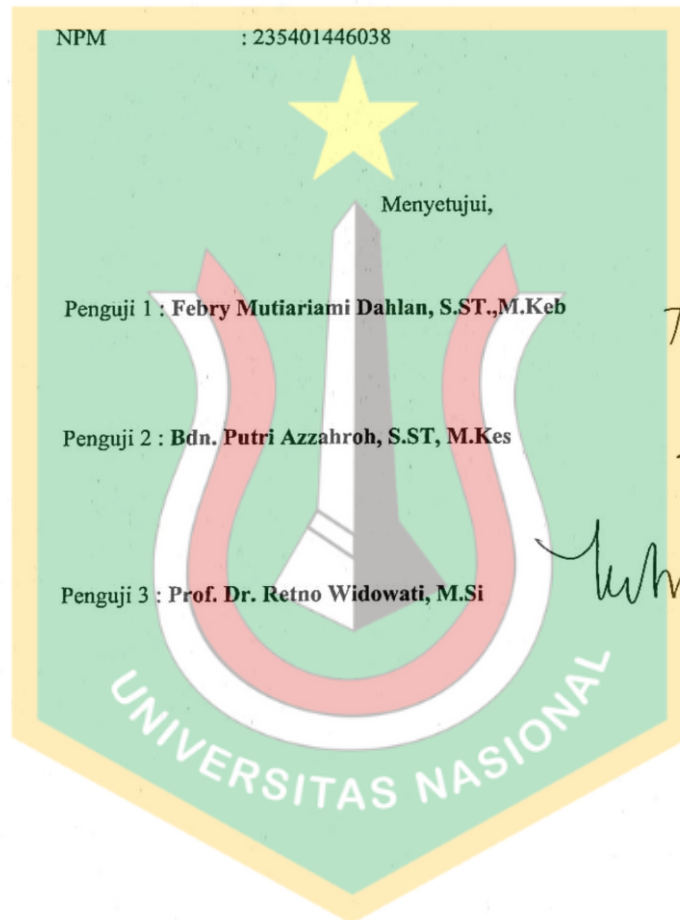 NPM : 235401446038
Menyetujui,
Penguji 1 : Febry Mutiariami Dahlan, S.ST.,M.Keb
Penguji 2 : Bdn. Putri Azzahroh, S.ST, M.Kes
Penguji 3 : Prof. Dr. Retno Widowati, M.Si
UNIVERSITAS NASIONAL